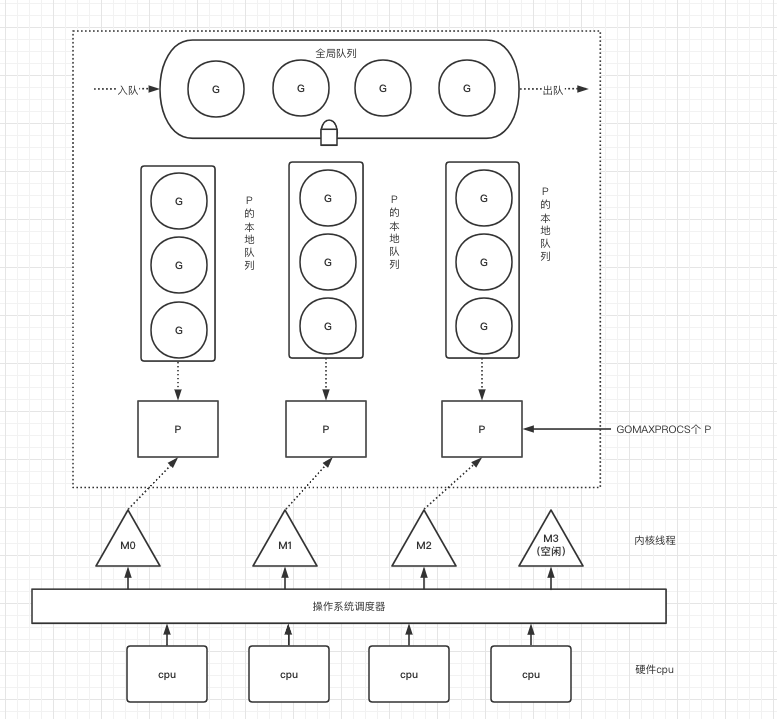 全局队列
入队
G
G
G
G
出队
G
G
G
P的本地队列
G
G
G
P的本地队列
G
G
G
P的本地队列
P
P
P
GOMAXPROCS个 P
M0
M1
M2
M3
(空闲)
内核线程
操作系统调度器
cpu
cpu
cpu
cpu
硬件cpu